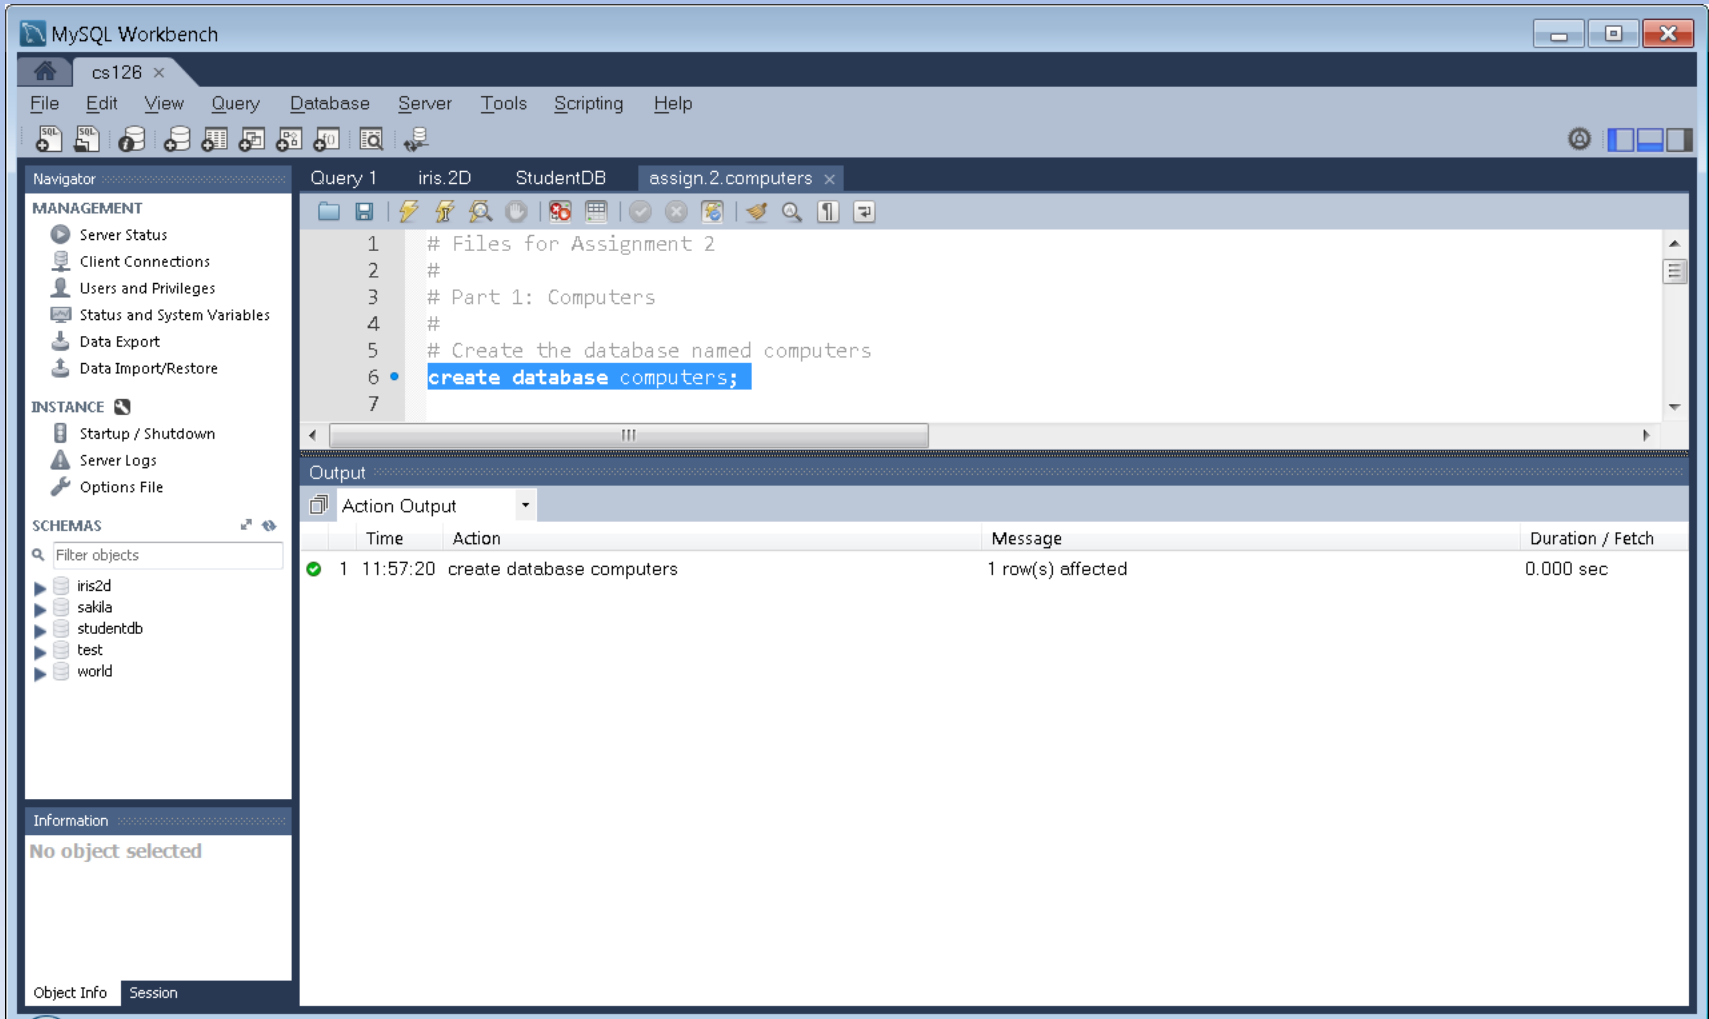 MySQL Workbench
cs126
File Edit View Query Database Server Tools Scripting Help
Navigator
MANAGEMENT
Server Status
Client Connections
Users and Privileges
Status and System Variables
Data Export
Data Import/Restore
INSTANCE
Startup / Shutdown
Server Logs
Options File
SCHEMAS
Filter objects
iris2d
sakila
studentdb
test
world
Information
No object selected
Object Info Session
Query 1 iris.2D StudentDB assign.2.computers
1 # Files for Assignment 2
2 #
3 # Part 1: Computers
4 #
5 # Create the database named computers
6 create database computers;
7
Output
Action Output
Time Action Message Duration / Fetch
1 11:57:20 create database computers 1 row(s) affected 0.000 sec